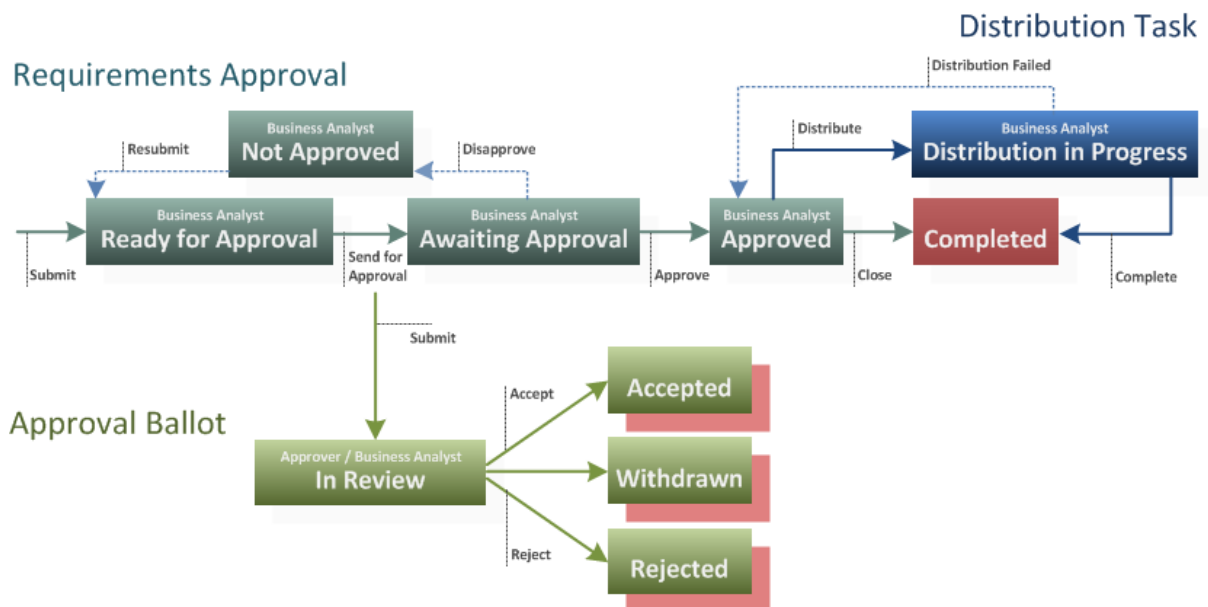 Distribution Task
Requirements Approval
Distribution Failed
Business Analyst
Not Approved
Resubmit
Disapprove
Distribute
Business Analyst
Distribution in Progress
Business Analyst
Ready for Approval
Business Analyst
Awaiting Approval
Business Analyst
Approved
Completed
Submit
Send for
Approval
Approve
Close
Complete
Submit
Approval Ballot
Accept
Accepted
Approver / Business Analyst
In Review
Withdrawn
Reject
Rejected